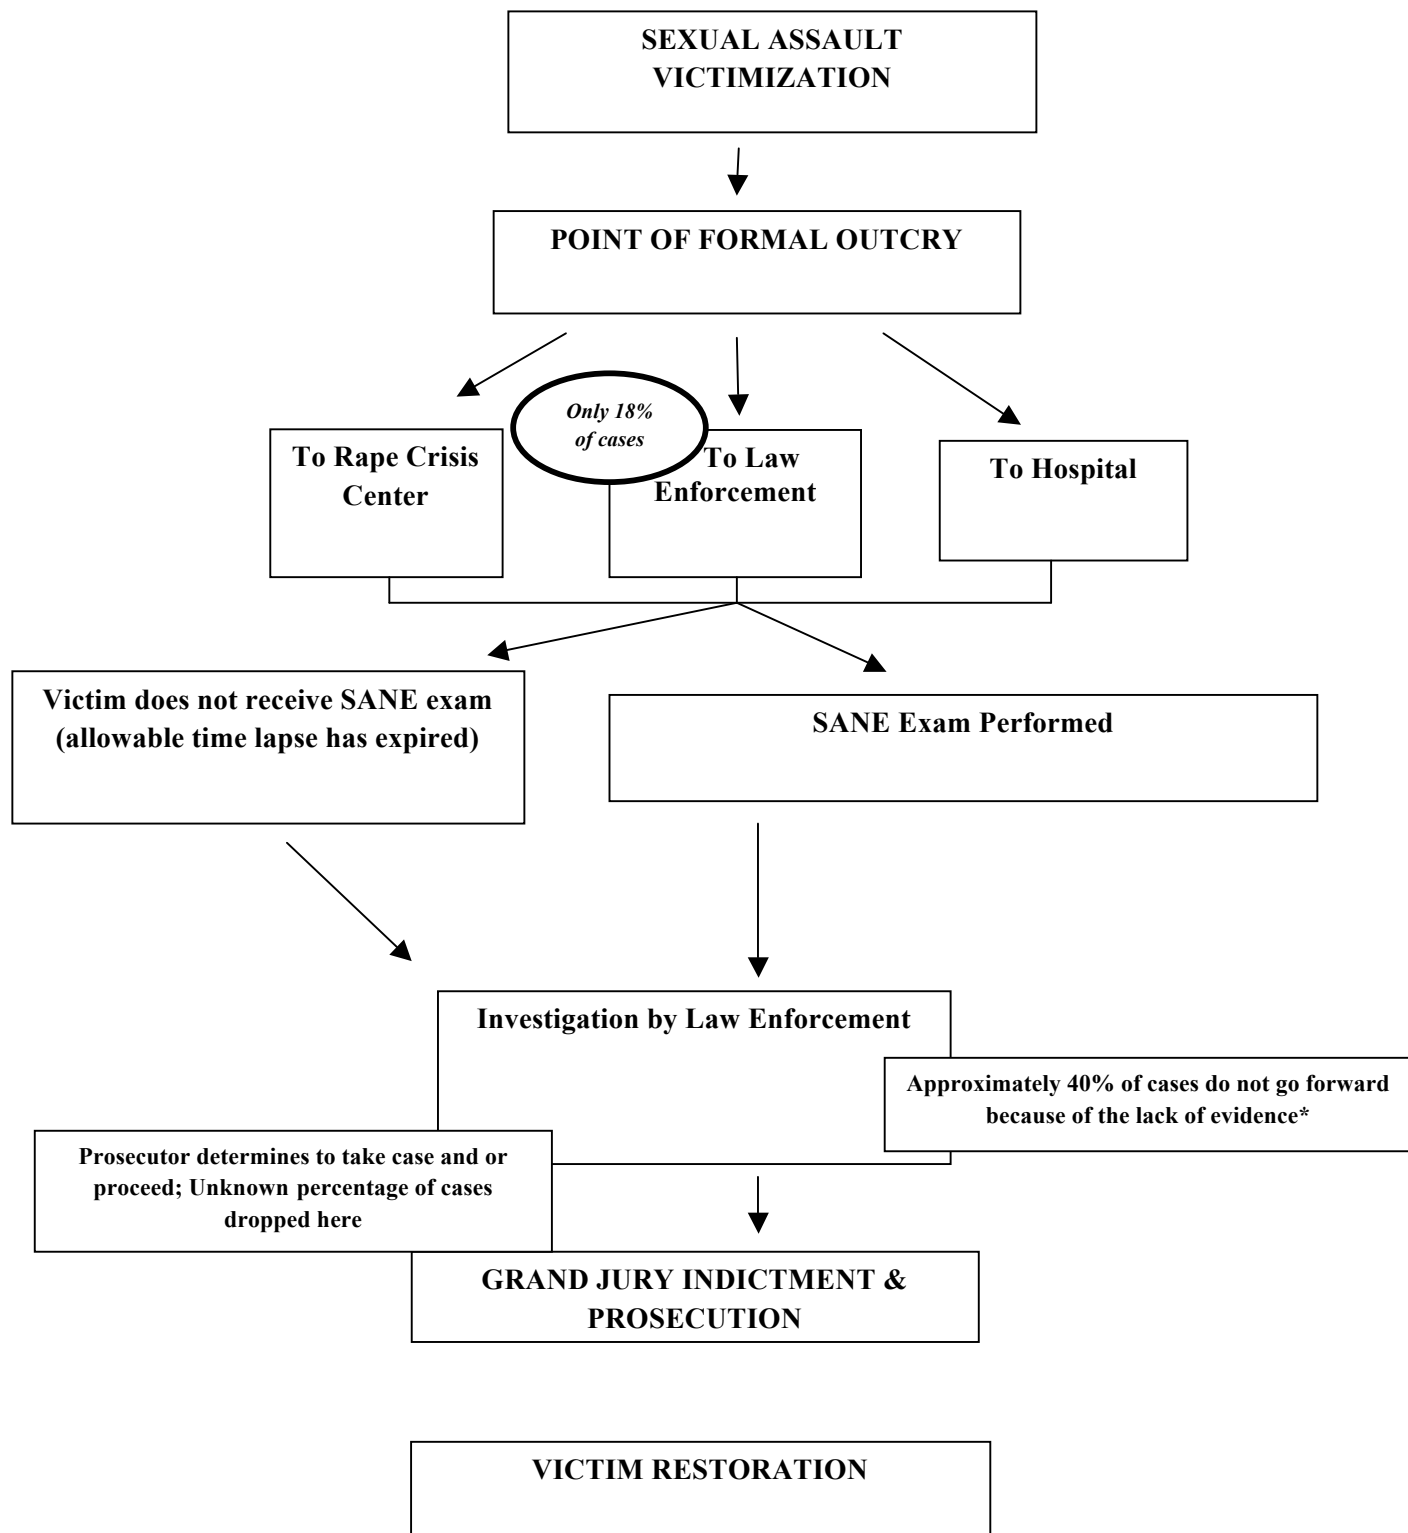 SEXUAL ASSAULT
VICTIMIZATION
POINT OF FORMAL OUTCRY
Only 18%
of cases
To Rape Crisis
Center
To Law
Enforcement
To Hospital
Victim does not receive SANE exam
(allowable time lapse has expired)
SANE Exam Performed
Investigation by Law Enforcement
Approximately 40% of cases do not go forward
because of the lack of evidence*
Prosecutor determines to take case and or
proceed; Unknown percentage of cases
dropped here
GRAND JURY INDICTMENT &
PROSECUTION
VICTIM RESTORATION